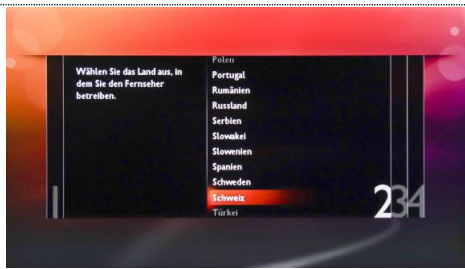 Wählen Sie das Land aus, in
dem Sie den Fernseher
betreiben.
Polen
Portugal
Rumänien
Russland
Serbien
Slowakei
Slowenien
Spanien
Schweden
Schweiz
Türkei
1
234